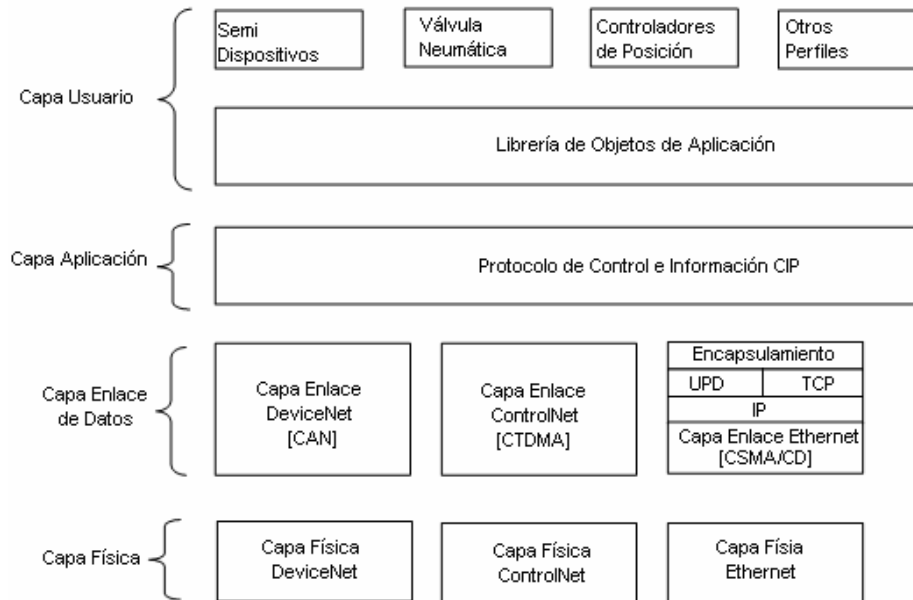 Semi
Dispositivos
Válvula
Neumática
Controladores
de Posición
Otros
Perfiles
Capa Usuario
Librería de Objetos de Aplicación
Capa Aplicación
Protocolo de Control e Información CIP
Capa Enlace
de Datos
Capa Enlace
DeviceNet
[CAN]
Capa Enlace
ControlNet
[CTDMA]
Encapsulamiento
UPD
TCP
IP
Capa Enlace Ethernet
[CSMA/CD]
Capa Física
Capa Física
DeviceNet
Capa Física
ControlNet
Capa Físia
Ethernet